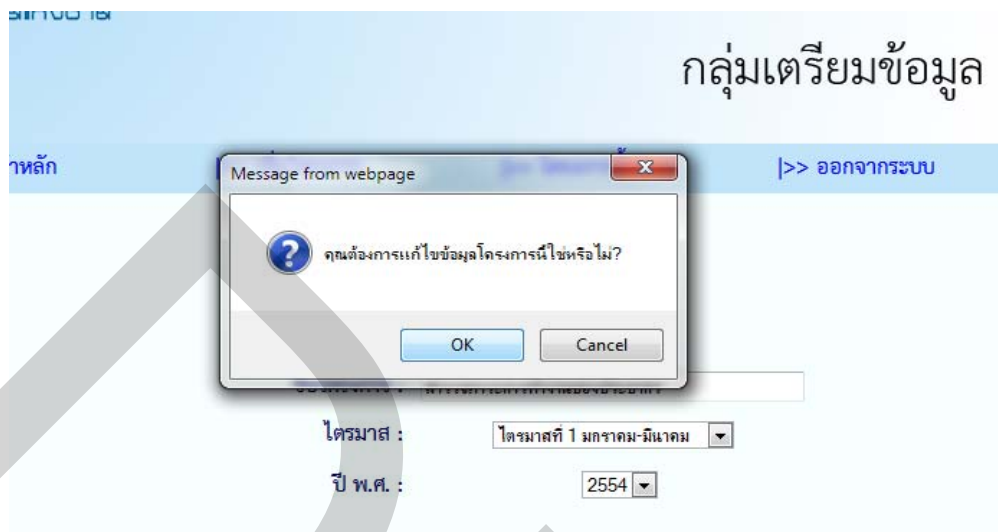 กลุ่มเตรียมข้อมูล
าหลัก
|>> ออกจากระบบ
Message from webpage
คุณต้องการแก้ไขข้อมูลโครงการนี้ใช่หรือไม่?
OK Cancel
ไตรมาส : ไตรมาสที่ 1 มกราคม-มีนาคม
ปี พ.ศ. : 2554